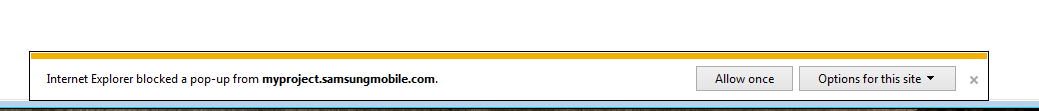 Internet Explorer blocked a pop-up from myproject.samsungmobile.com. Allow once Options for this site